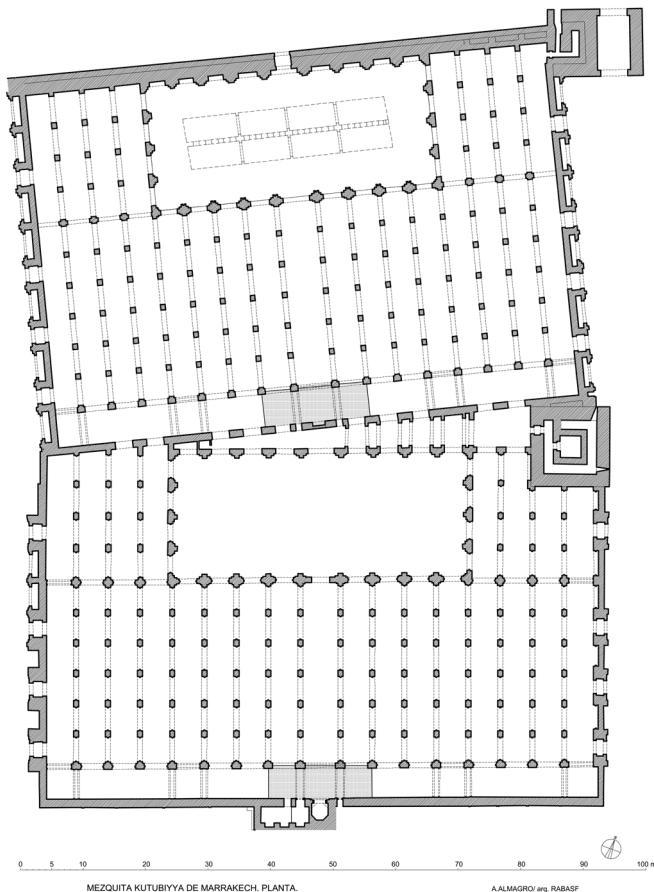 0 5 10 20 30 40 50 60 70 80 90 100 m
MEZQUITA KUTUBIYYA DE MARRAKECH. PLANTA.
A.ALMAGRO/ arq. RABASF